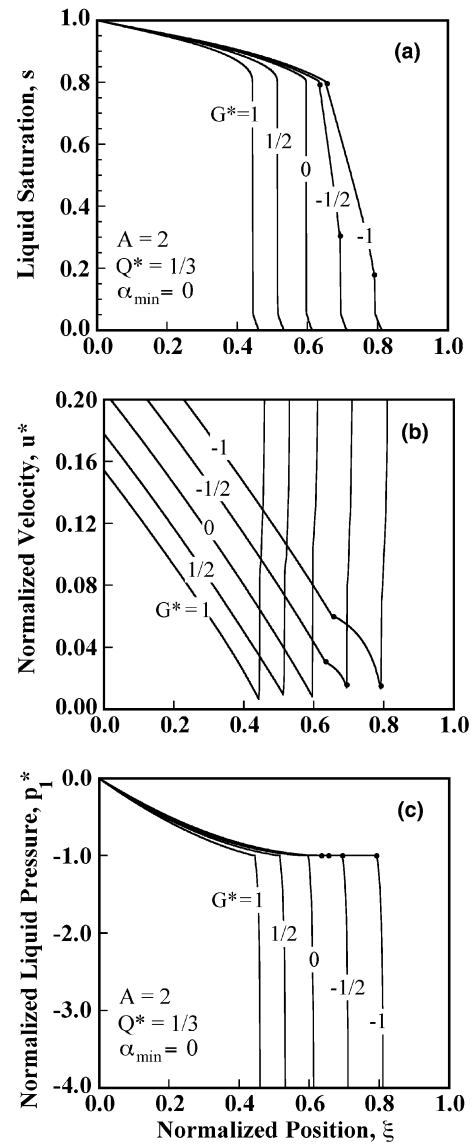 (a)
1.0
0.8
0.6
0.4
0.2
0.0
Liquid Saturation, s
G*=1
1/2
0
-1/2
-1
A = 2
Q* = 1/3
αmin= 0
0.0 0.2 0.4 0.6 0.8 1.0
(b)
0.20
0.16
0.12
0.08
0.04
0.00
Normalized Velocity, u*
-1
-1/2
0
1/2
G*= 1
0.0 0.2 0.4 0.6 0.8 1.0
(c)
0.0
-1.0
-2.0
-3.0
-4.0
Normalized Liquid Pressure, p1*
G*=1
1/2
0
-1/2
-1
A = 2
Q* = 1/3
αmin= 0
0.0 0.2 0.4 0.6 0.8 1.0
Normalized Position, ξ